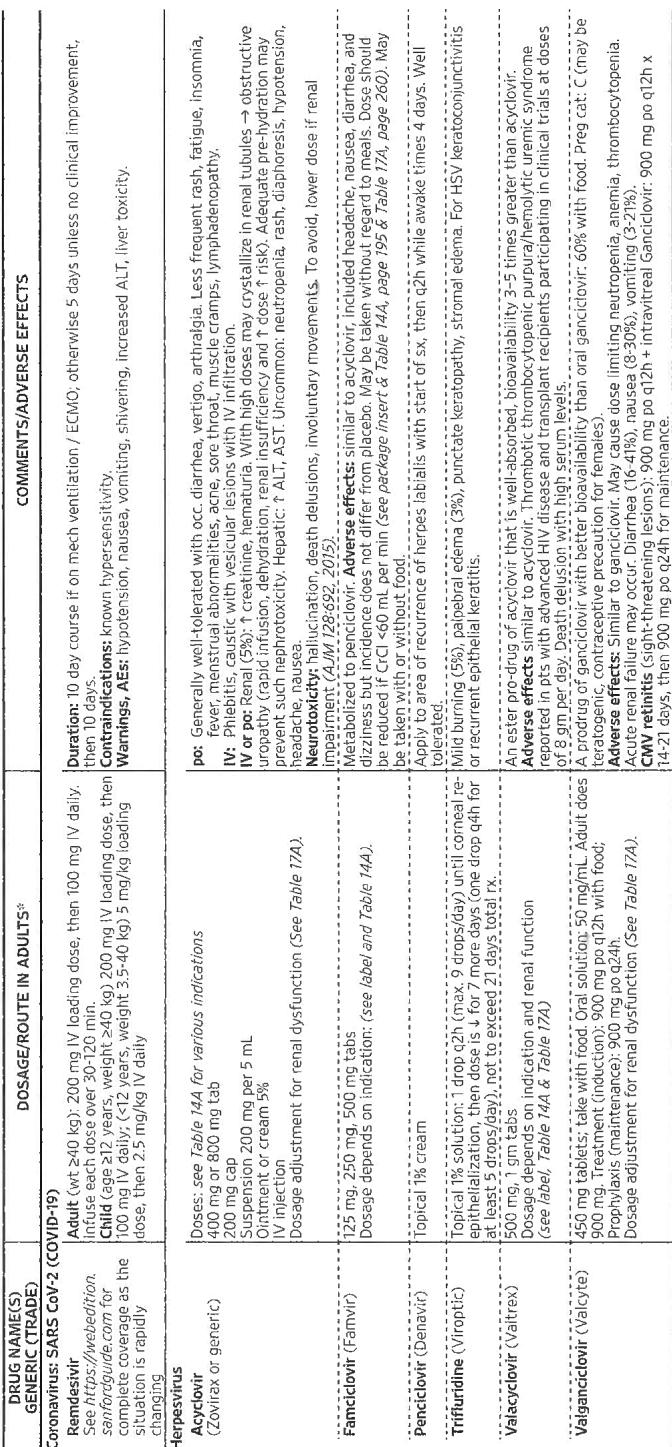 DRUG NAME(S)
GENERIC (TRADE)
DOSAGE/ROUTE IN ADULTS*
COMMENTS/ADVERSE EFFECTS
Coronavirus: SARS CoV-2 (COVID-19)
Remdesivir
See https://webedition.
sanfordguide.com for
complete coverage as the
situation is rapidly
changing
Adult (wt ≥40 kg): 200 mg IV loading dose, then 100 mg IV daily.
Infuse each dose over 30-120 min.
Child (age ≥12 years, weight ≥40 kg) 200 mg IV loading dose, then
100 mg IV daily; (<12 years, weight 3.5-40 kg) 5 mg/kg loading
dose, then 2.5 mg/kg IV daily
Duration: 10 day course if on mech ventilation / ECMO; otherwise 5 days unless no clinical improvement,
then 10 days.
Contraindications: known hypersensitivity.
Warnings, AEs: hypotension, nausea, vomiting, shivering, increased ALT, liver toxicity.
Herpesvirus
Acyclovir
(Zovirax or generic)
Doses: see Table 14A for various indications
400 mg or 800 mg tab
200 mg cap
Suspension 200 mg per 5 mL
Ointment or cream 5%
IV injection
Dosage adjustment for renal dysfunction (See Table 17A).
po: Generally well-tolerated with occ. diarrhea, vertigo, arthralgia. Less frequent rash, fatigue, insomnia,
fever, menstrual abnormalities, acne, sore throat, muscle cramps, lymphadenopathy.
IV: Phlebitis, caustic with vesicular lesions with IV infiltration.
IV or po: Renal (5%): ↑ creatinine, hematuria. With high doses may crystallize in renal tubules → obstructive
uropathy (rapid infusion, dehydration, renal insufficiency and ↑ dose ↑ risk). Adequate pre-hydration may
prevent such nephrotoxicity. Hepatic: ↑ ALT, AST. Uncommon: neutropenia, rash, diaphoresis, hypotension,
headache, nausea.
Neurotoxicity: hallucination, death delusions, involuntary movements. To avoid, lower dose if renal
impairment (AJM 128:692, 2015).
Famciclovir (Famvir)
125 mg, 250 mg, 500 mg tabs
Dosage depends on indication: (see label and Table 14A).
Metabolized to penciclovir. Adverse effects: similar to acyclovir, included headache, nausea, diarrhea, and
dizziness but incidence does not differ from placebo. May be taken without regard to meals. Dose should
be reduced if CrCl <60 mL per min (see package insert & Table 14A, page 195 & Table 17A, page 260). May
be taken with or without food.
Penciclovir (Denavir)
Topical 1% cream
Apply to area of recurrence of herpes labialis with start of sx, then q2h while awake times 4 days. Well
tolerated.
Trifluridine (Viroptic)
Topical 1% solution: 1 drop q2h (max. 9 drops/day) until corneal re-
epithelialization, then dose is ↓ for 7 more days (one drop q4h for
at least 5 drops/day), not to exceed 21 days total rx.
Mild burning (5%), palpebral edema (3%), punctate keratopathy, stromal edema. For HSV keratoconjunctivitis
or recurrent epithelial keratitis.
Valacyclovir (Valtrex)
500 mg, 1 gm tabs
Dosage depends on indication and renal function
(see label, Table 14A & Table 17A)
An ester pro-drug of acyclovir that is well-absorbed, bioavailability 3-5 times greater than acyclovir.
Adverse effects similar to acyclovir. Thrombotic thrombocytopenic purpura/hemolytic uremic syndrome
reported in pts with advanced HIV disease and transplant recipients participating in clinical trials at doses
of 8 gm per day. Death delusion with high serum levels.
Valganciclovir (Valcyte)
450 mg tablets; take with food. Oral solution: 50 mg/mL. Adult does
900 mg. Treatment (induction): 900 mg po q12h with food;
Prophylaxis (maintenance): 900 mg po q24h.
Dosage adjustment for renal dysfunction (See Table 17A).
A prodrug of ganciclovir with better bioavailability than oral ganciclovir: 60% with food. Preg cat: C (may be
teratogenic, contraceptive precaution for females).
Adverse effects: Similar to ganciclovir. May cause dose limiting neutropenia, anemia, thrombocytopenia.
Acute renal failure may occur. Diarrhea (16-41%), nausea (8-30%), vomiting (3-21%).
CMV retinitis (sight-threatening lesions): 900 mg po q12h + intravitreal Ganciclovir: 900 mg po q12h x
14-21 days, then 900 mg po q24h for maintenance.